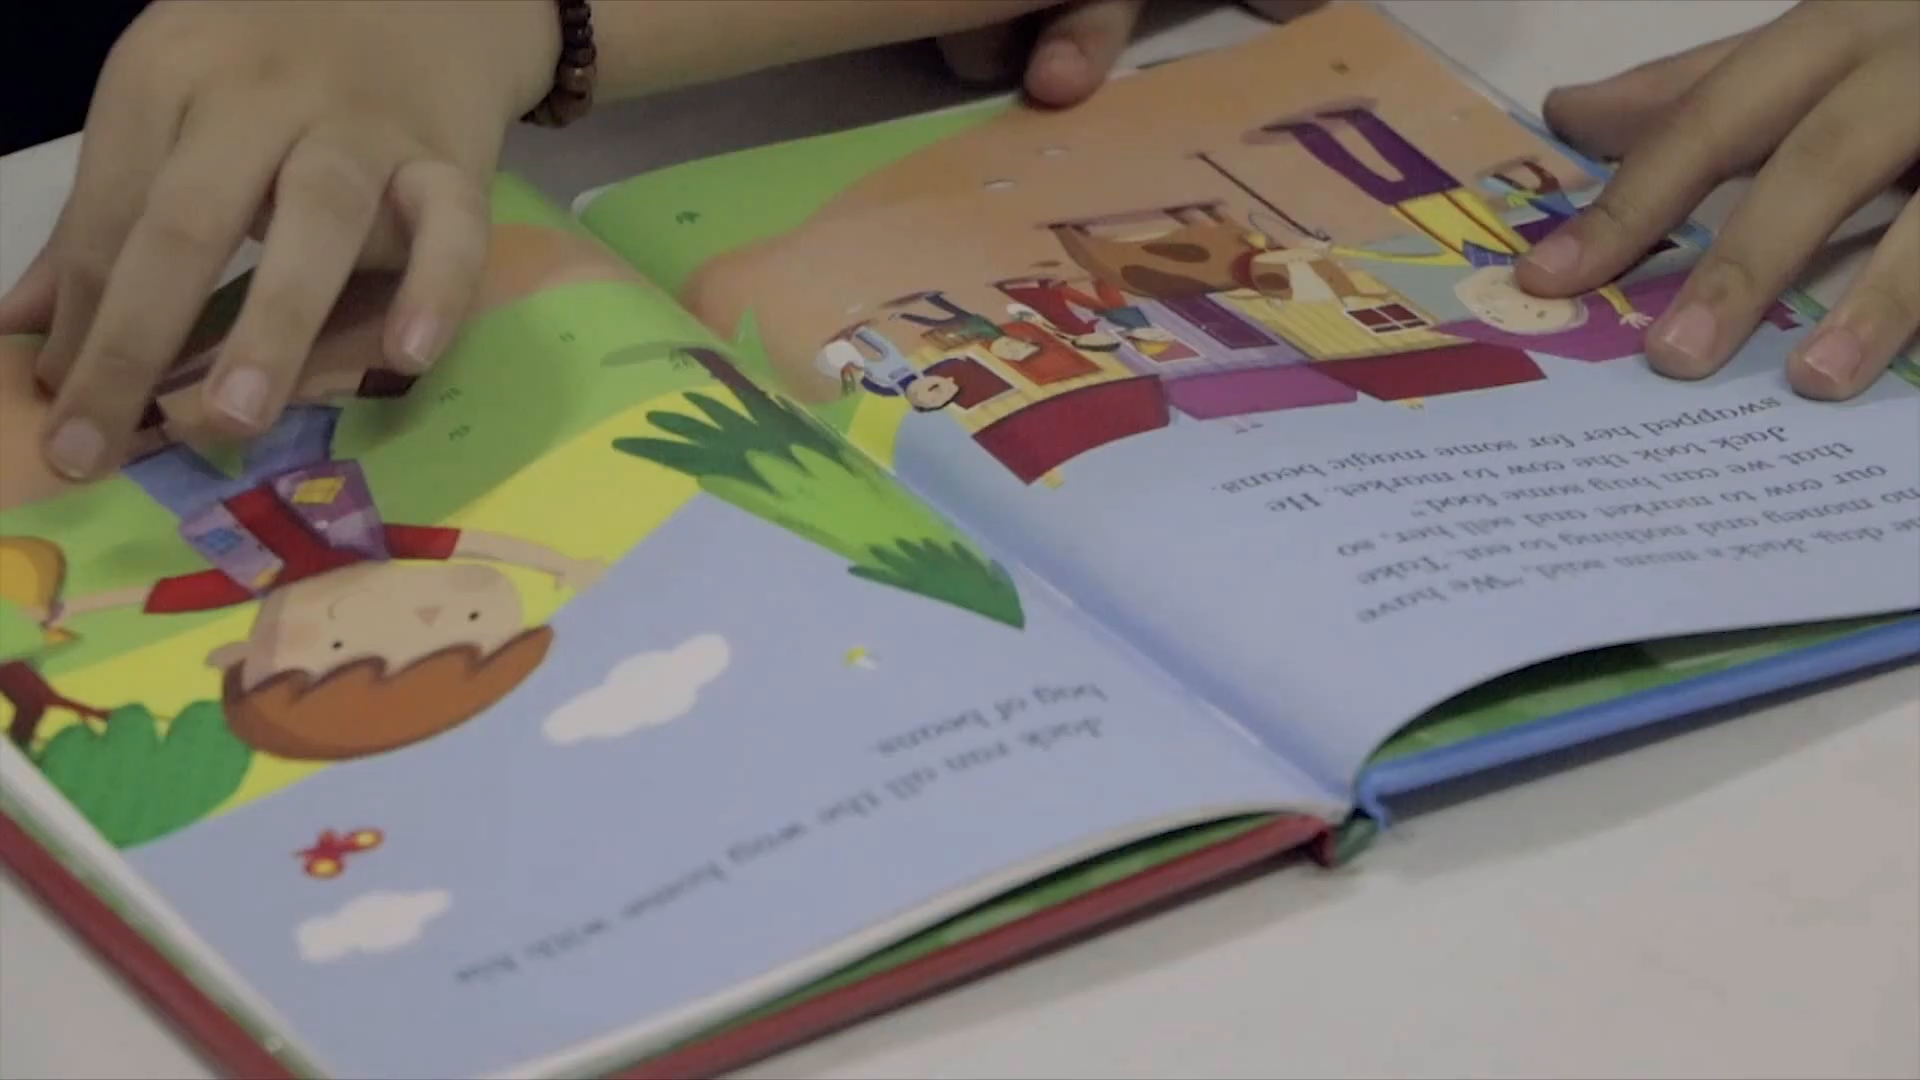 e day, Jack's mum said, "We have
no money and nothing to eat. Take
our cow to market and sell her, so
that we can buy some food."
Jack took the cow to market. He
swapped her for some magic beans.
Jack ran all the way home with his
bag of beans.